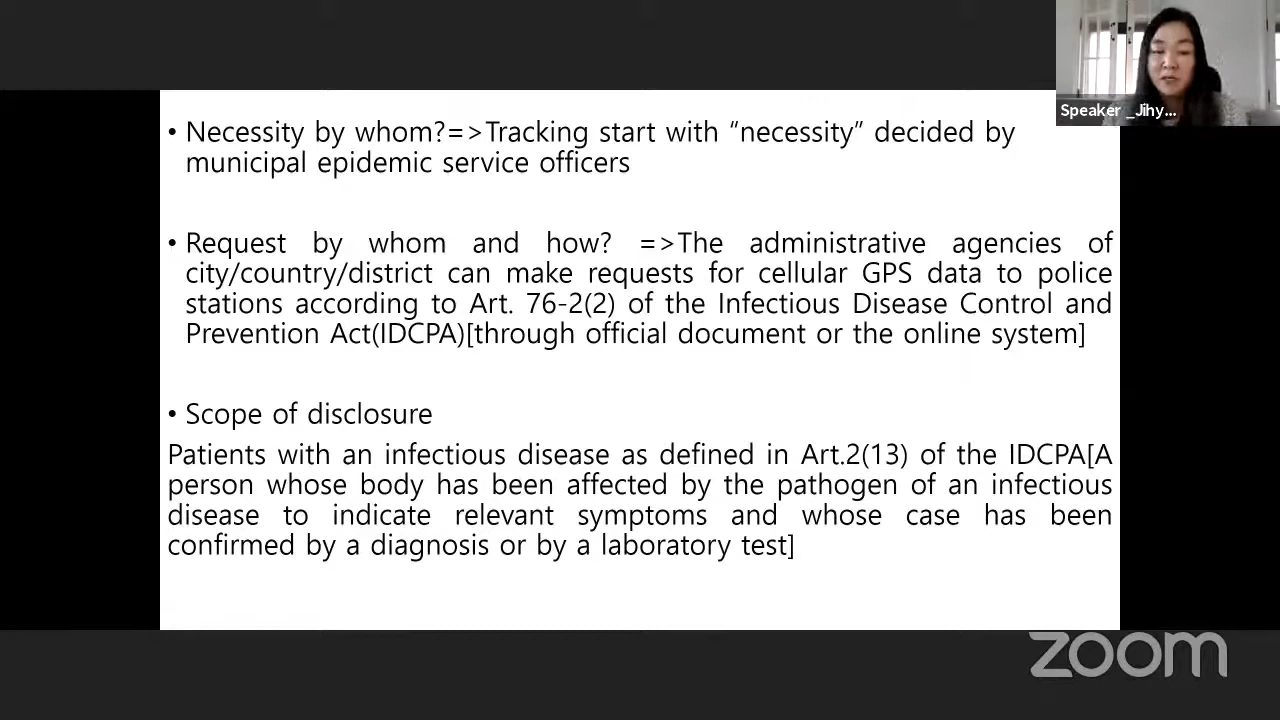 Speaker _Jihy...
• Necessity by whom?=>Tracking start with “necessity” decided by
municipal epidemic service officers
• Request by whom and how? =>The administrative agencies of
city/country/district can make requests for cellular GPS data to police
stations according to Art. 76-2(2) of the Infectious Disease Control and
Prevention Act(IDCPA)[through official document or the online system]
• Scope of disclosure
Patients with an infectious disease as defined in Art.2(13) of the IDCPA[A
person whose body has been affected by the pathogen of an infectious
disease to indicate relevant symptoms and whose case has been
confirmed by a diagnosis or by a laboratory test]
zoom